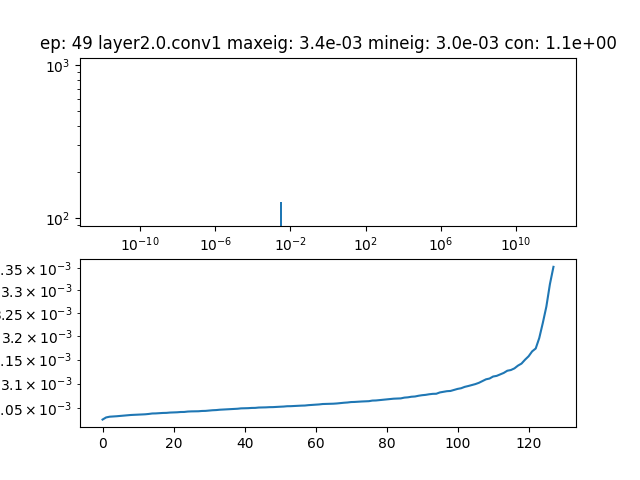 ep: 49 layer2.0.conv1 maxeig: 3.4e-03 mineig: 3.0e-03 con: 1.1e+00
10³
10²
10⁻¹⁰ 10⁻⁶ 10⁻² 10² 10⁶ 10¹⁰
.35 × 10⁻³
3.3 × 10⁻³
.25 × 10⁻³
3.2 × 10⁻³
.15 × 10⁻³
3.1 × 10⁻³
.05 × 10⁻³
0 20 40 60 80 100 120